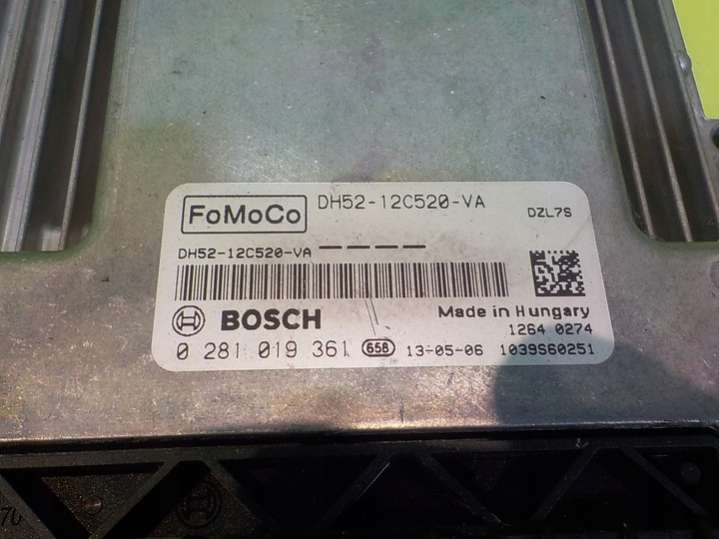 FoMoCo DH52-12C520-VA DZL7S
DH52-12C520-VA ————
BOSCH Made in Hungary
1264 0274
0 281 019 361 658 13-05-06 1039S60251